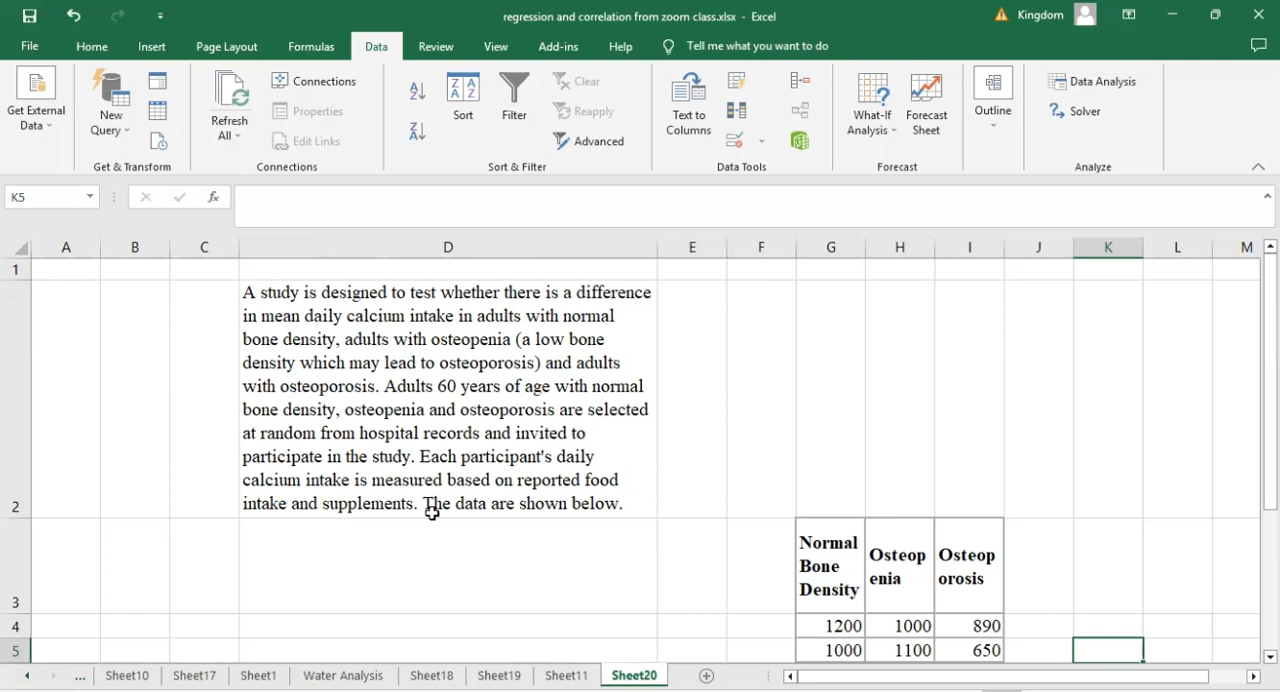 regression and correlation from zoom class.xlsx - Excel
Kingdom
File Home Insert Page Layout Formulas Data Review View Add-ins Help Tell me what you want to do
Get External Data
New Query
Get & Transform
Refresh All
Connections
Properties
Edit Links
Connections
Sort
Filter
Clear
Reapply
Advanced
Sort & Filter
Text to Columns
Data Tools
What-If Analysis
Forecast Sheet
Forecast
Outline
Data Analysis
Solver
Analyze
K5
fx
A B C D E F G H I J K L M
1
2
A study is designed to test whether there is a difference
in mean daily calcium intake in adults with normal
bone density, adults with osteopenia (a low bone
density which may lead to osteoporosis) and adults
with osteoporosis. Adults 60 years of age with normal
bone density, osteopenia and osteoporosis are selected
at random from hospital records and invited to
participate in the study. Each participant's daily
calcium intake is measured based on reported food
intake and supplements. The data are shown below.
3
Normal
Bone
Density
Osteop
enia
Osteop
orosis
4 1200 1000 890
5 1000 1100 650
... Sheet10 Sheet17 Sheet1 Water Analysis Sheet18 Sheet19 Sheet11 Sheet20